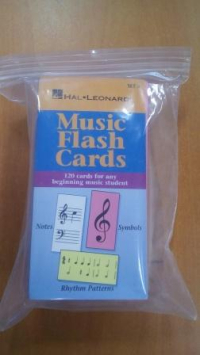 HAL•LEONARD
Music
Flash
Cards
120 cards for any
beginning music student
Notes
Symbols
Rhythm Patterns